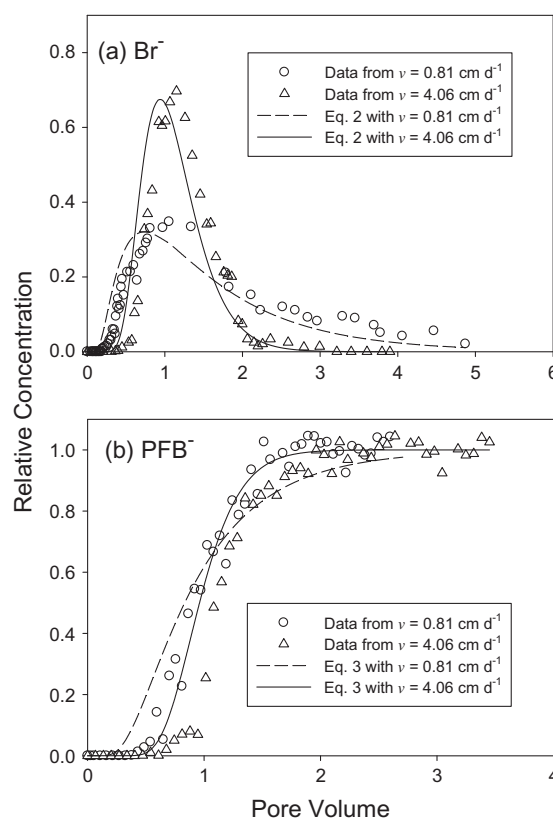 (a) Br⁻
Data from v = 0.81 cm d⁻¹
Data from v = 4.06 cm d⁻¹
Eq. 2 with v = 0.81 cm d⁻¹
Eq. 2 with v = 4.06 cm d⁻¹
0.8
0.6
0.4
0.2
0.0
0 1 2 3 4 5 6
Relative Concentration
(b) PFB⁻
1.0
0.8
0.6
0.4
0.2
0.0
Data from v = 0.81 cm d⁻¹
Data from v = 4.06 cm d⁻¹
Eq. 3 with v = 0.81 cm d⁻¹
Eq. 3 with v = 4.06 cm d⁻¹
0 1 2 3 4
Pore Volume